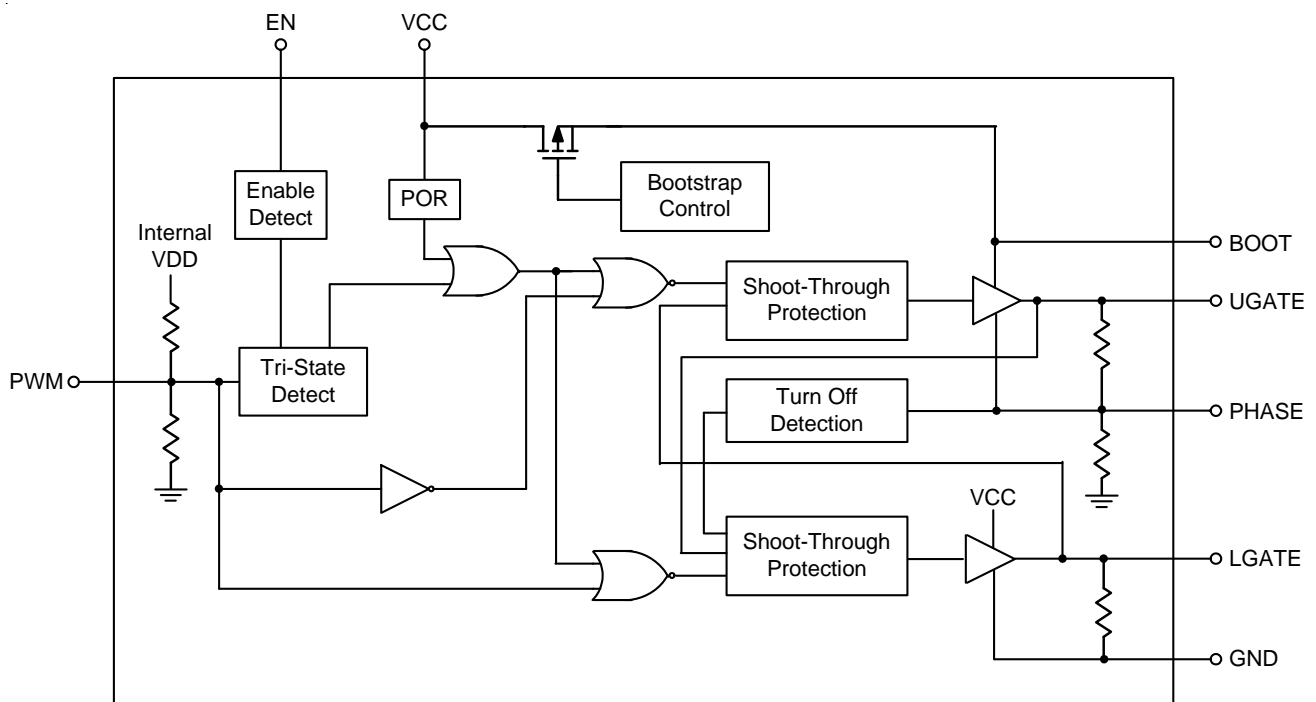 EN
VCC
Enable
Detect
POR
Bootstrap
Control
Internal
VDD
BOOT
Shoot-Through
Protection
UGATE
Tri-State
Detect
PWM
Turn Off
Detection
PHASE
VCC
Shoot-Through
Protection
LGATE
GND